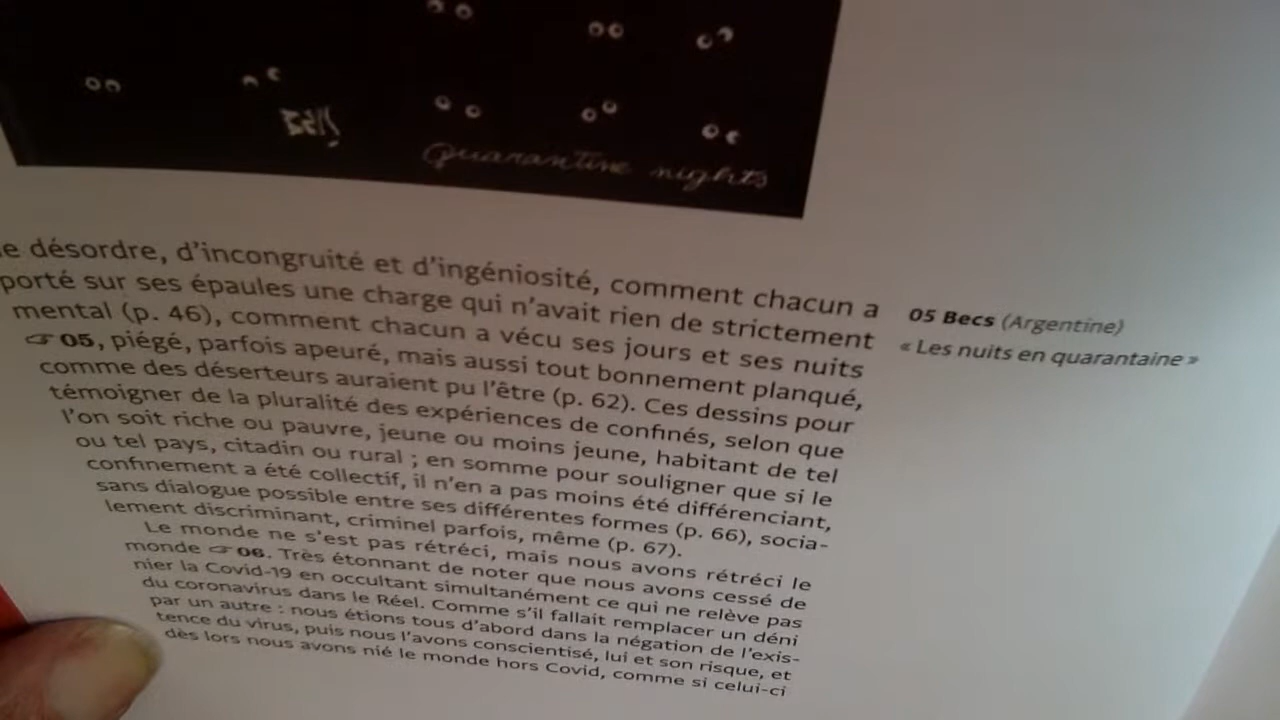 Becs
Quarantine nights
e désordre, d'incongruité et d'ingéniosité, comment chacun a
porté sur ses épaules une charge qui n'avait rien de strictement
mental (p. 46), comment chacun a vécu ses jours et ses nuits
☞ 05, piégé, parfois apeuré, mais aussi tout bonnement planqué,
comme des déserteurs auraient pu l'être (p. 62). Ces dessins pour
témoigner de la pluralité des expériences de confinés, selon que
l'on soit riche ou pauvre, jeune ou moins jeune, habitant de tel
ou tel pays, citadin ou rural ; en somme pour souligner que si le
confinement a été collectif, il n'en a pas moins été différenciant,
sans dialogue possible entre ses différentes formes (p. 66), socia-
lement discriminant, criminel parfois, même (p. 67).
Le monde ne s'est pas rétréci, mais nous avons rétréci le
monde ☞ 06. Très étonnant de noter que nous avons cessé de
nier la Covid-19 en occultant simultanément ce qui ne relève pas
du coronavirus dans le Réel. Comme s'il fallait remplacer un déni
par un autre : nous étions tous d'abord dans la négation de l'exis-
tence du virus, puis nous l'avons conscientisé, lui et son risque, et
dès lors nous avons nié le monde hors Covid, comme si celui-ci
05 Becs (Argentine)
« Les nuits en quarantaine »